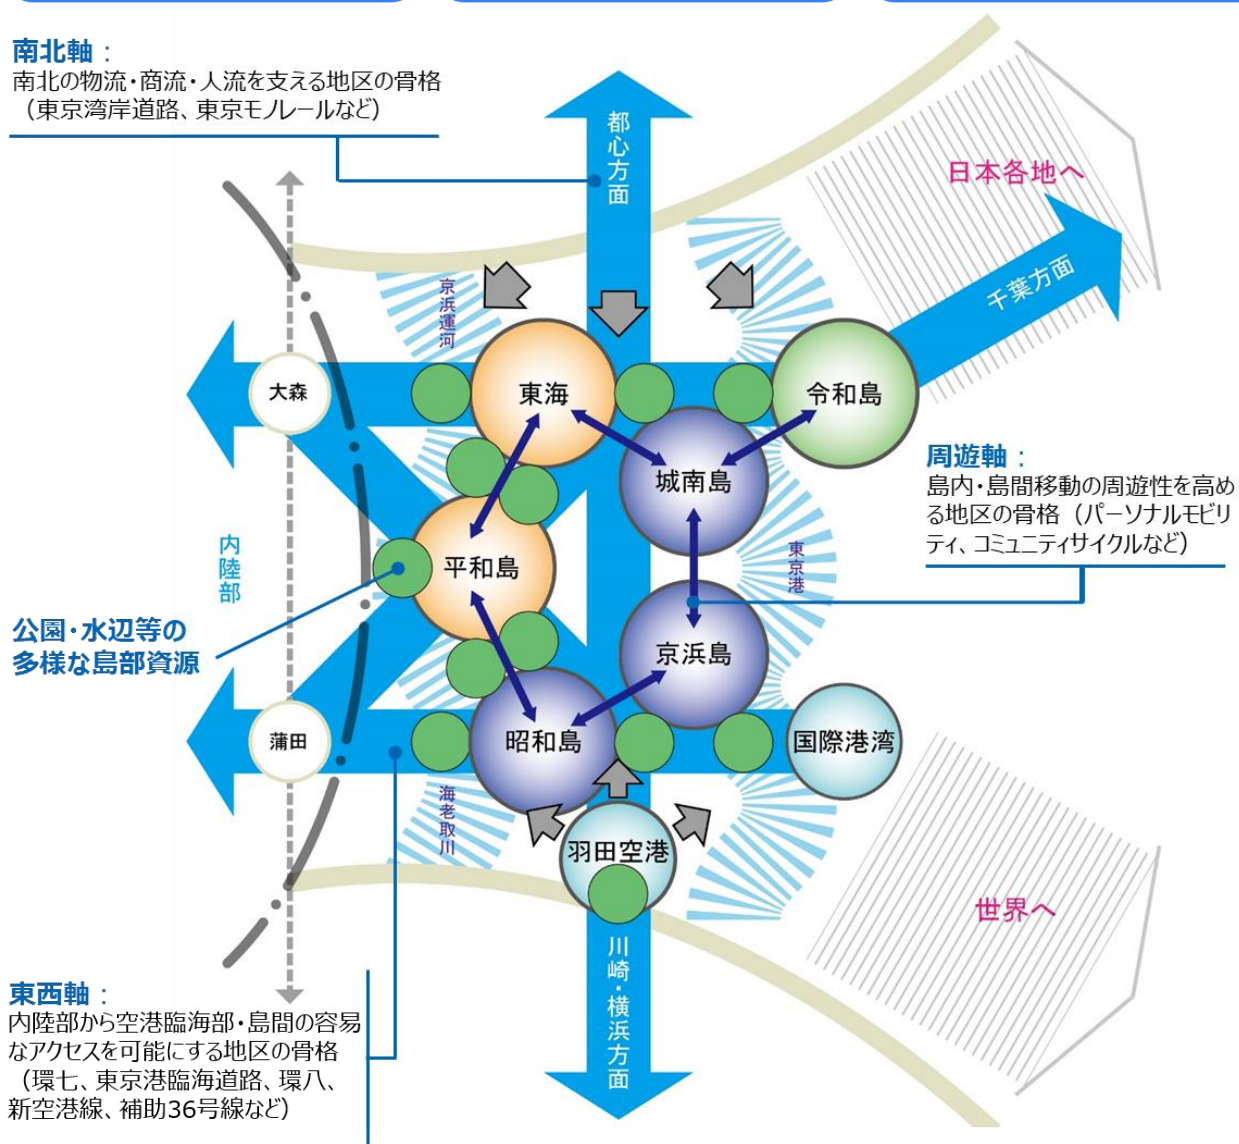 南北軸：
南北の物流・商流・人流を支える地区の骨格
（東京湾岸道路、東京モノレールなど）
都心方面
日本各地へ
千葉方面
京浜運河
大森
東海
令和島
城南島
周遊軸：
島内・島間移動の周遊性を高め
る地区の骨格（パーソナルモビリ
ティ、コミュニティサイクルなど）
内陸部
平和島
東京港
公園・水辺等の
多様な島部資源
京浜島
蒲田
昭和島
国際港湾
海老取川
羽田空港
世界へ
川崎・横浜方面
東西軸：
内陸部から空港臨海部・島間の容易
なアクセスを可能にする地区の骨格
（環七、東京港臨海道路、環八、
新空港線、補助36号線など）